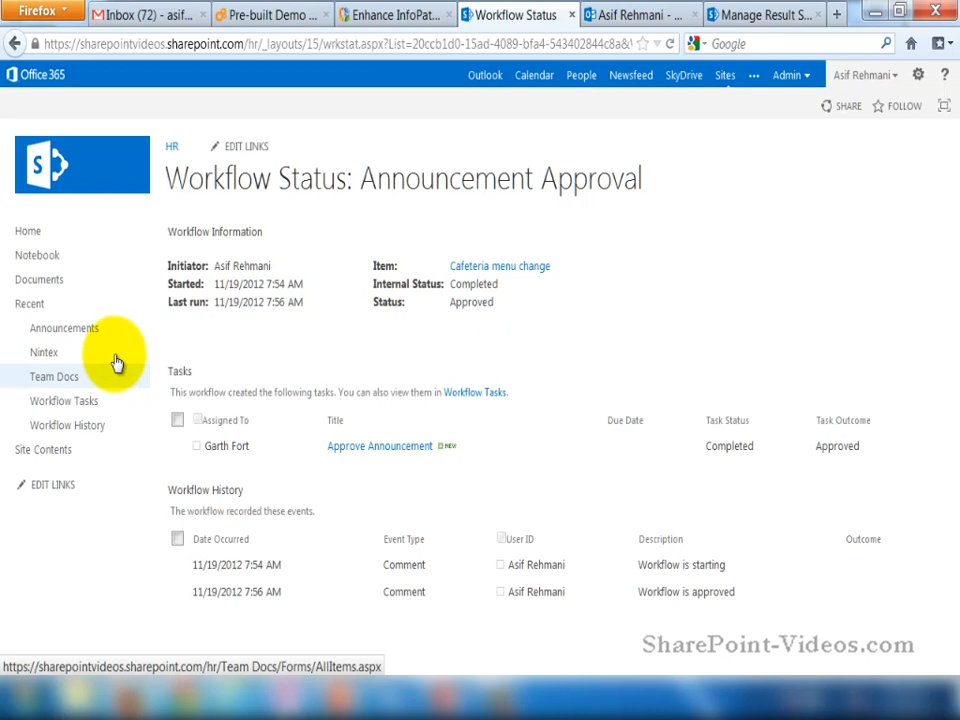 Firefox
Inbox (72) - asif...
Pre-built Demo ...
Enhance InfoPat...
Workflow Status
Asif Rehmani - ...
Manage Result S...
https://sharepointvideos.sharepoint.com/hr/_layouts/15/wrkstat.aspx?List=20ccb1d0-15ad-4089-bfa4-543402844c8a&
Google
Office 365
Outlook
Calendar
People
Newsfeed
SkyDrive
Sites
...
Admin
Asif Rehmani
?
SHARE
FOLLOW
S
HR
EDIT LINKS
Workflow Status: Announcement Approval
Home
Notebook
Documents
Recent
Announcements
Nintex
Team Docs
Workflow Tasks
Workflow History
Site Contents
EDIT LINKS
Workflow Information
Initiator: Asif Rehmani
Item: Cafeteria menu change
Started: 11/19/2012 7:54 AM
Internal Status: Completed
Last run: 11/19/2012 7:56 AM
Status: Approved
Tasks
This workflow created the following tasks. You can also view them in Workflow Tasks.
Assigned To Title Due Date Task Status Task Outcome
Garth Fort Approve Announcement NEW Completed Approved
Workflow History
The workflow recorded these events.
Date Occurred Event Type User ID Description Outcome
11/19/2012 7:54 AM Comment Asif Rehmani Workflow is starting
11/19/2012 7:56 AM Comment Asif Rehmani Workflow is approved
SharePoint-Videos.com
https://sharepointvideos.sharepoint.com/hr/Team Docs/Forms/AllItems.aspx